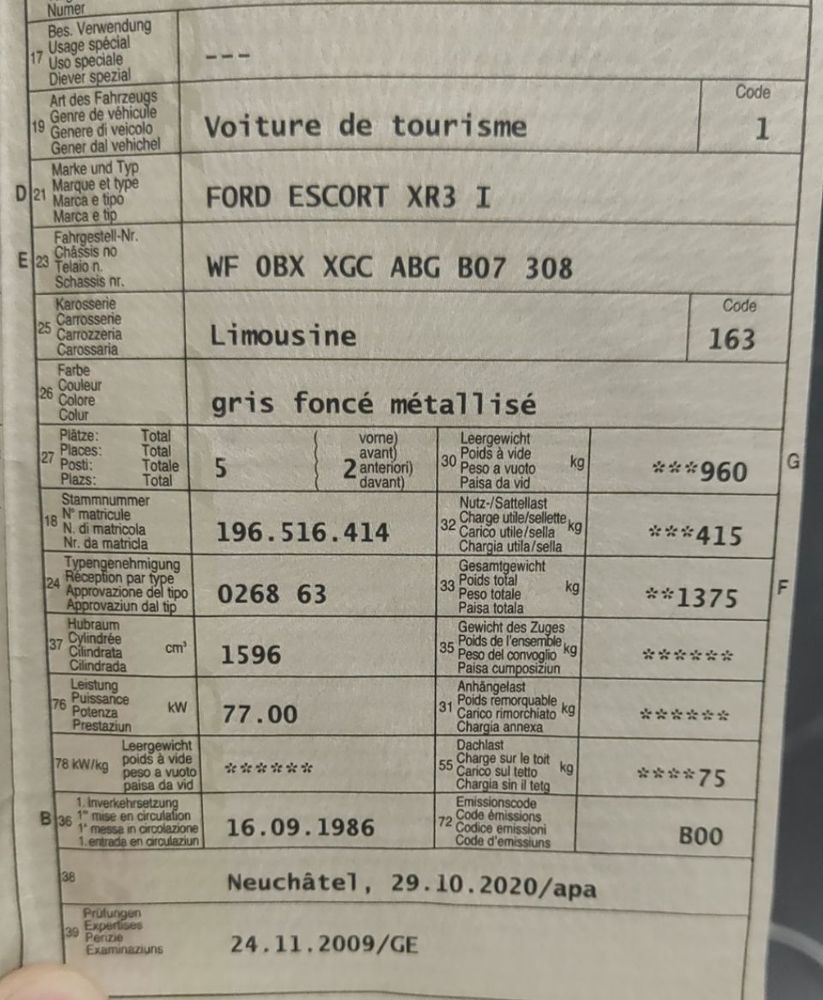 Numer
17 Bes. Verwendung
Usage spécial
Uso speciale
Diever spezial
---
19 Art des Fahrzeugs
Genre de véhicule
Genere di veicolo
Gener dal vehichel
Voiture de tourisme
Code
1
D 21 Marke und Typ
Marque et type
Marca e tipo
Marca e tip
FORD ESCORT XR3 I
E 23 Fahrgestell-Nr.
Châssis no
Telaio n.
Schassis nr.
WF 0BX XGC ABG B07 308
25 Karosserie
Carrosserie
Carrozzeria
Carossaria
Limousine
Code
163
26 Farbe
Couleur
Colore
Colur
gris foncé métallisé
27 Plätze: Total
Places: Total
Posti: Totale
Plazs: Total
5
2 vorne)
avant)
anteriori)
davant)
30 Leergewicht
Poids à vide
Peso a vuoto
Paisa da vid
kg
***960
G
18 Stammnummer
N° matricule
N. di matricola
Nr. da matricla
196.516.414
32 Nutz-/Sattellast
Charge utile/sellette
Carico utile/sella
Chargia utila/sella
kg
***415
24 Typengenehmigung
Réception par type
Approvazione del tipo
Approvaziun dal tip
0268 63
33 Gesamtgewicht
Poids total
Peso totale
Paisa totala
kg
**1375
F
37 Hubraum
Cylindrée
Cilindrata
Cilindrada
cm³
1596
35 Gewicht des Zuges
Poids de l'ensemble
Peso del convoglio
Paisa cumposiziun
kg
******
76 Leistung
Puissance
Potenza
Prestaziun
kW
77.00
31 Anhängelast
Poids remorquable
Carico rimorchiato
Chargia annexa
kg
******
78 kW/kg
Leergewicht
poids à vide
peso a vuoto
paisa da vid
******
55 Dachlast
Charge sur le toit
Carico sul tetto
Chargia sin il tetg
kg
****75
B 36 1. Inverkehrsetzung
1re mise en circulation
1a messa in circolazione
1. entrada en circulaziun
16.09.1986
72 Emissionscode
Code émissions
Codice emissioni
Code d'emissiuns
B00
38
Neuchâtel, 29.10.2020/apa
39 Prüfungen
Expertises
Perizie
Examinaziuns
24.11.2009/GE